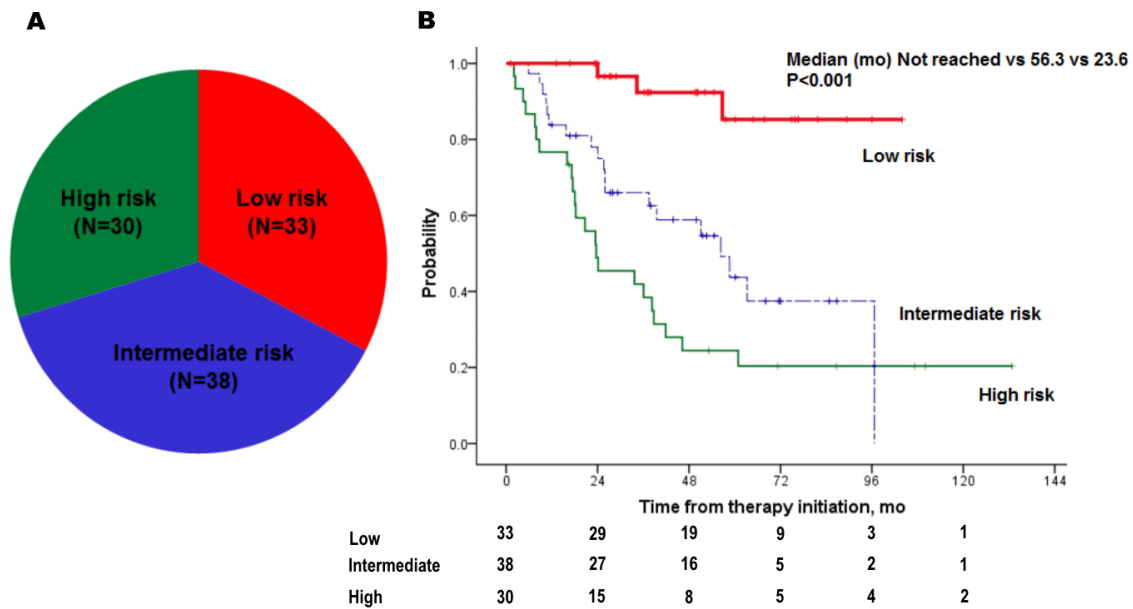 A
B
High risk
(N=30)
Low risk
(N=33)
Intermediate risk
(N=38)
Median (mo) Not reached vs 56.3 vs 23.6
P<0.001
Low risk
Intermediate risk
High risk
Probability
1.0
0.8
0.6
0.4
0.2
0.0
0 24 48 72 96 120 144
Time from therapy initiation, mo
Low 33 29 19 9 3 1
Intermediate 38 27 16 5 2 1
High 30 15 8 5 4 2